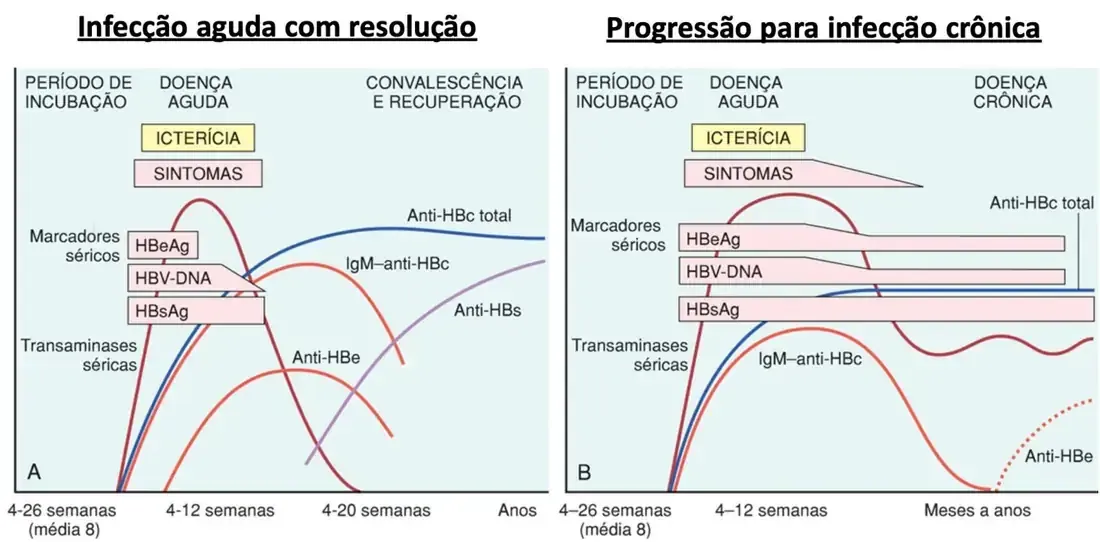 Infecção aguda com resolução
PERÍODO DE
INCUBAÇÃO
DOENÇA
AGUDA
CONVALESCÊNCIA
E RECUPERAÇÃO
ICTERÍCIA
SINTOMAS
Marcadores
séricos
HBeAg
HBV-DNA
HBsAg
Transaminases
séricas
Anti-HBc total
IgM–anti-HBc
Anti-HBs
Anti-HBe
A
4-26 semanas
(média 8)
4-12 semanas
4-20 semanas
Anos
Progressão para infecção crônica
PERÍODO DE
INCUBAÇÃO
DOENÇA
AGUDA
DOENÇA
CRÔNICA
ICTERÍCIA
SINTOMAS
Anti-HBc total
Marcadores
séricos
HBeAg
HBV-DNA
HBsAg
Transaminases
séricas
IgM–anti-HBc
Anti-HBe
B
4–26 semanas
(média 8)
4–12 semanas
Meses a anos